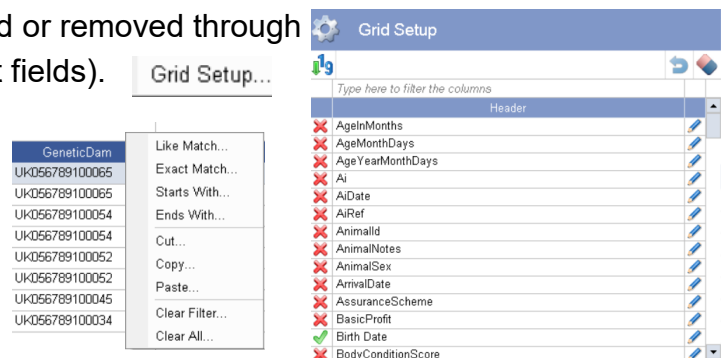 d or removed through
t fields).
Grid Setup...
GeneticDam
UK056789100065
UK056789100065
UK056789100054
UK056789100054
UK056789100052
UK056789100052
UK056789100045
UK056789100034
Like Match...
Exact Match...
Starts With...
Ends With...
Cut...
Copy...
Paste...
Clear Filter...
Clear All...
Grid Setup
19
Type here to filter the columns
Header
AgeInMonths
AgeMonthDays
AgeYearMonthDays
Ai
AiDate
AiRef
AnimalId
AnimalNotes
AnimalSex
ArrivalDate
AssuranceScheme
BasicProfit
Birth Date
BodyConditionScore